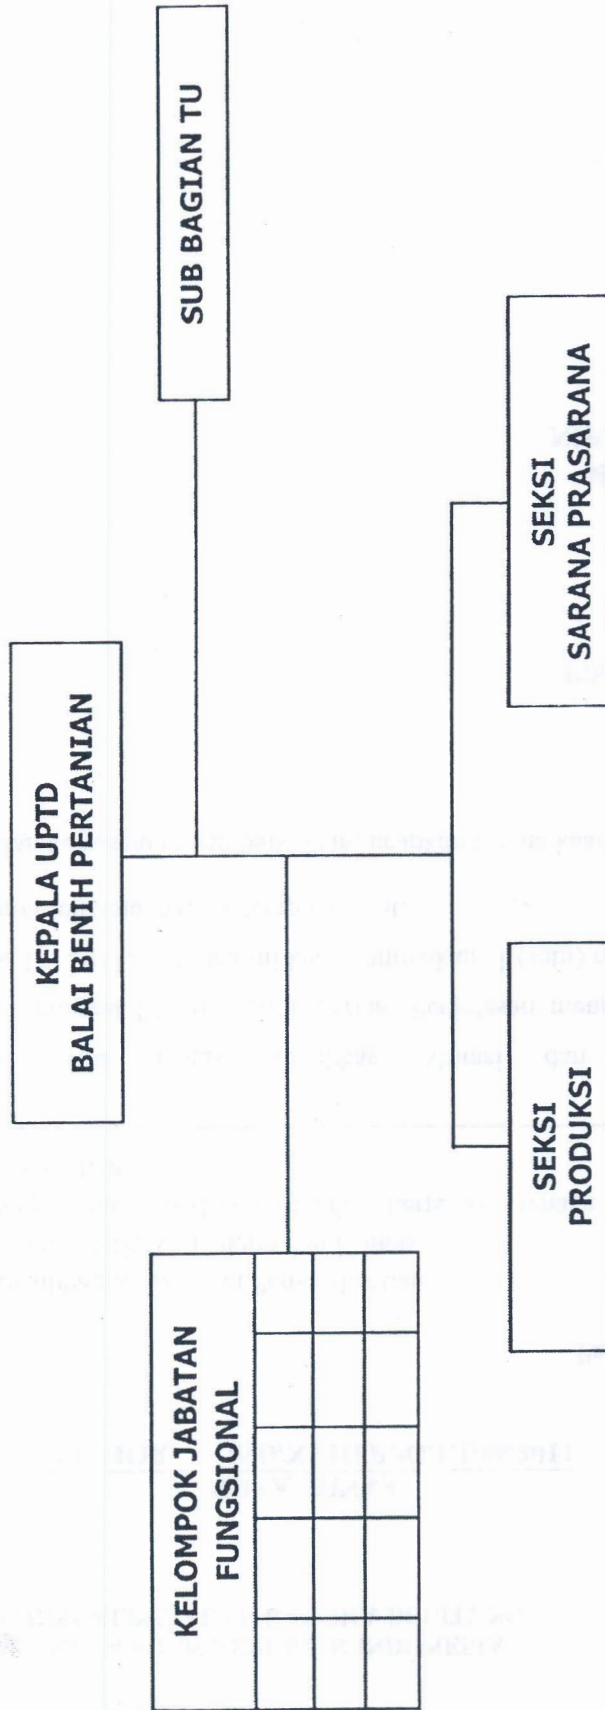 KEPALA UPTD
BALAI BENIH PERTANIAN
SUB BAGIAN TU
KELOMPOK JABATAN
FUNGSIONAL
SEKSI
PRODUKSI
SEKSI
SARANA PRASARANA